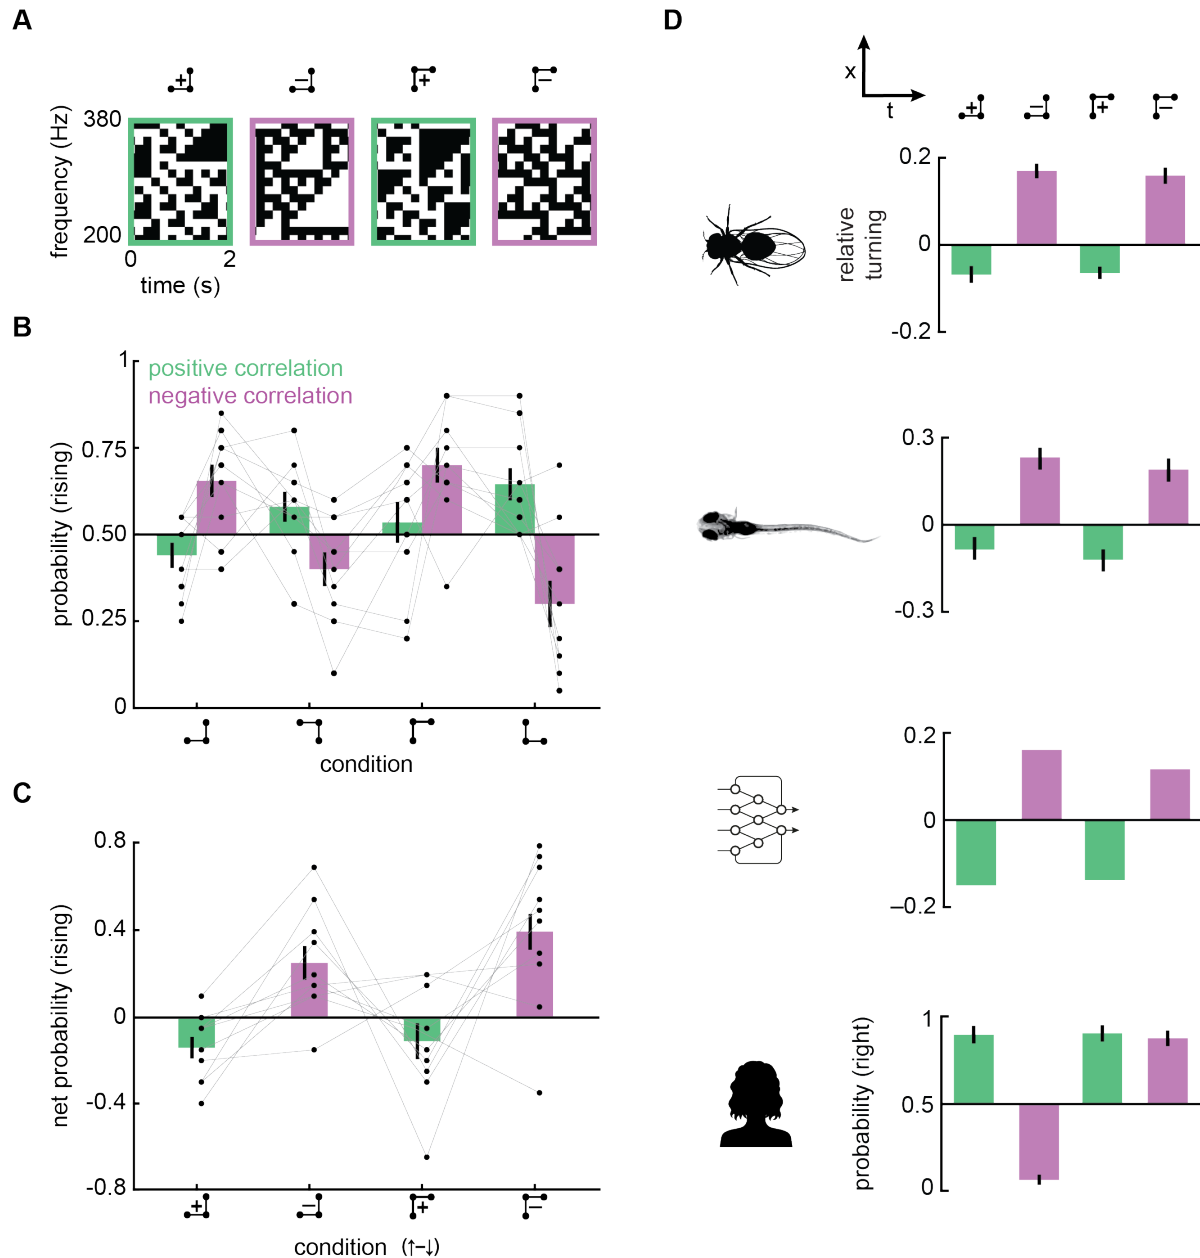 A
+
−
+
−
frequency (Hz)
380
200
0
2
time (s)
B
positive correlation
negative correlation
probability (rising)
1
0.75
0.50
0.25
0
condition
C
net probability (rising)
0.8
0.4
0
-0.4
-0.8
+
−
+
−
condition (↑−↓)
D
x
t
+
−
+
−
relative
turning
0.2
0
-0.2
0.3
0
-0.3
0.2
0
−0.2
probability (right)
1
0.5
0